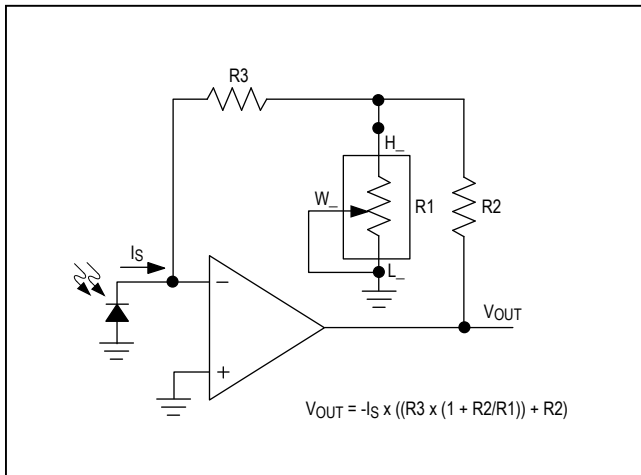 R3
H_
W_
R1
R2
L_
IS
−
+
VOUT
VOUT = -IS x ((R3 x (1 + R2/R1)) + R2)